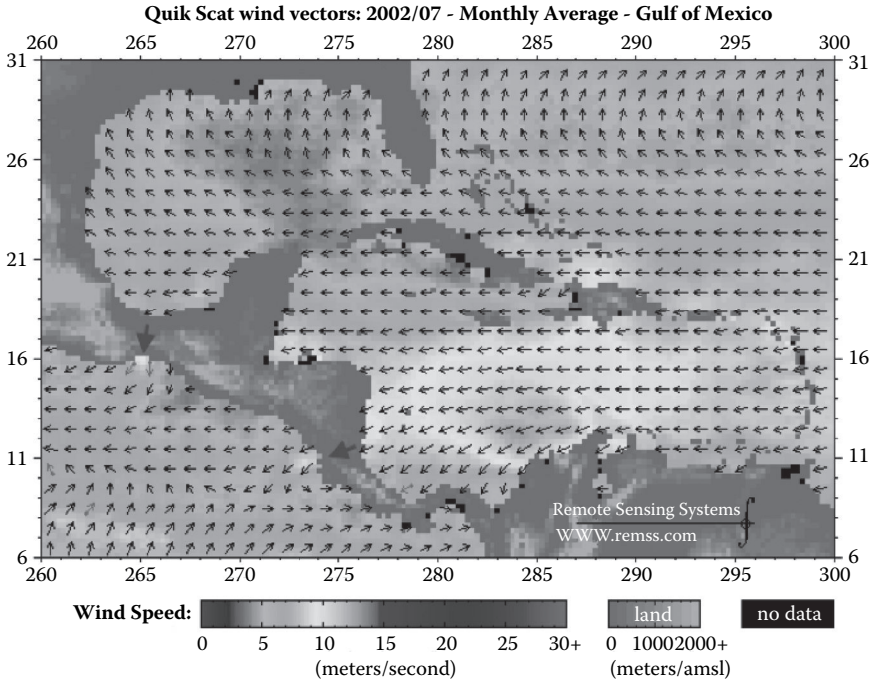 Quik Scat wind vectors: 2002/07 - Monthly Average - Gulf of Mexico
260 265 270 275 280 285 290 295 300
31 31
26 26
21 21
16 16
11 11
Remote Sensing Systems
WWW.remss.com
6 6
260 265 270 275 280 285 290 295 300
Wind Speed: land no data
0 5 10 15 20 25 30+ 0 10002000+
(meters/second) (meters/amsl)